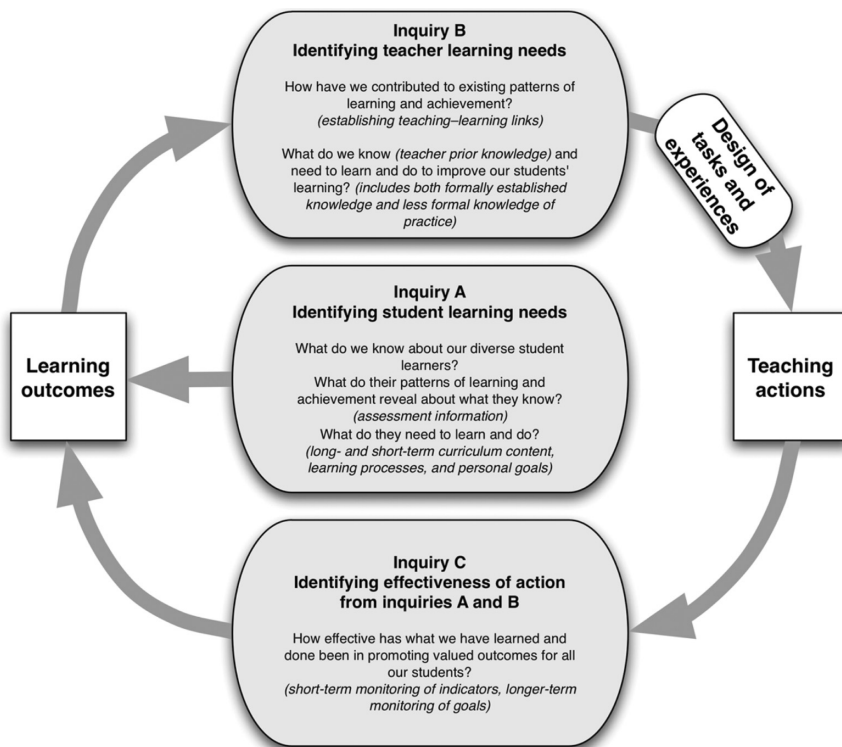 Inquiry B
Identifying teacher learning needs
How have we contributed to existing patterns of
learning and achievement?
(establishing teaching–learning links)
What do we know (teacher prior knowledge) and
need to learn and do to improve our students'
learning? (includes both formally established
knowledge and less formal knowledge of
practice)
Design of
tasks and
experiences
Inquiry A
Identifying student learning needs
What do we know about our diverse student
learners?
What do their patterns of learning and
achievement reveal about what they know?
(assessment information)
What do they need to learn and do?
(long- and short-term curriculum content,
learning processes, and personal goals)
Learning
outcomes
Teaching
actions
Inquiry C
Identifying effectiveness of action
from inquiries A and B
How effective has what we have learned and
done been in promoting valued outcomes for all
our students?
(short-term monitoring of indicators, longer-term
monitoring of goals)